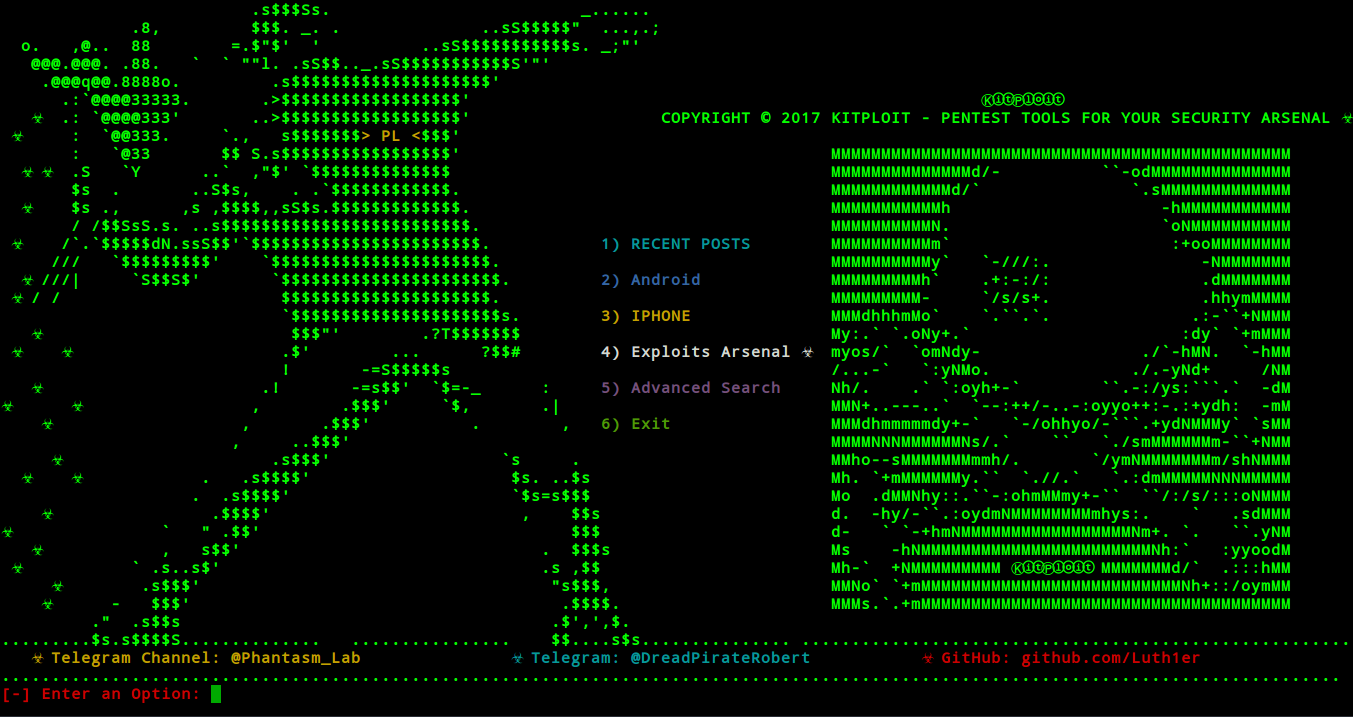 ⓀⓘⓣⓅⓛⓞⓘⓣ
COPYRIGHT © 2017 KITPLOIT - PENTEST TOOLS FOR YOUR SECURITY ARSENAL ☣
> PL <
1) RECENT POSTS
2) Android
3) IPHONE
4) Exploits Arsenal ☣
5) Advanced Search
6) Exit
ⓀⓘⓣⓅⓛⓞⓘⓣ
☣ Telegram Channel: @Phantasm_Lab
☣ Telegram: @DreadPirateRobert
☣ GitHub: github.com/Luth1er
[-] Enter an Option: